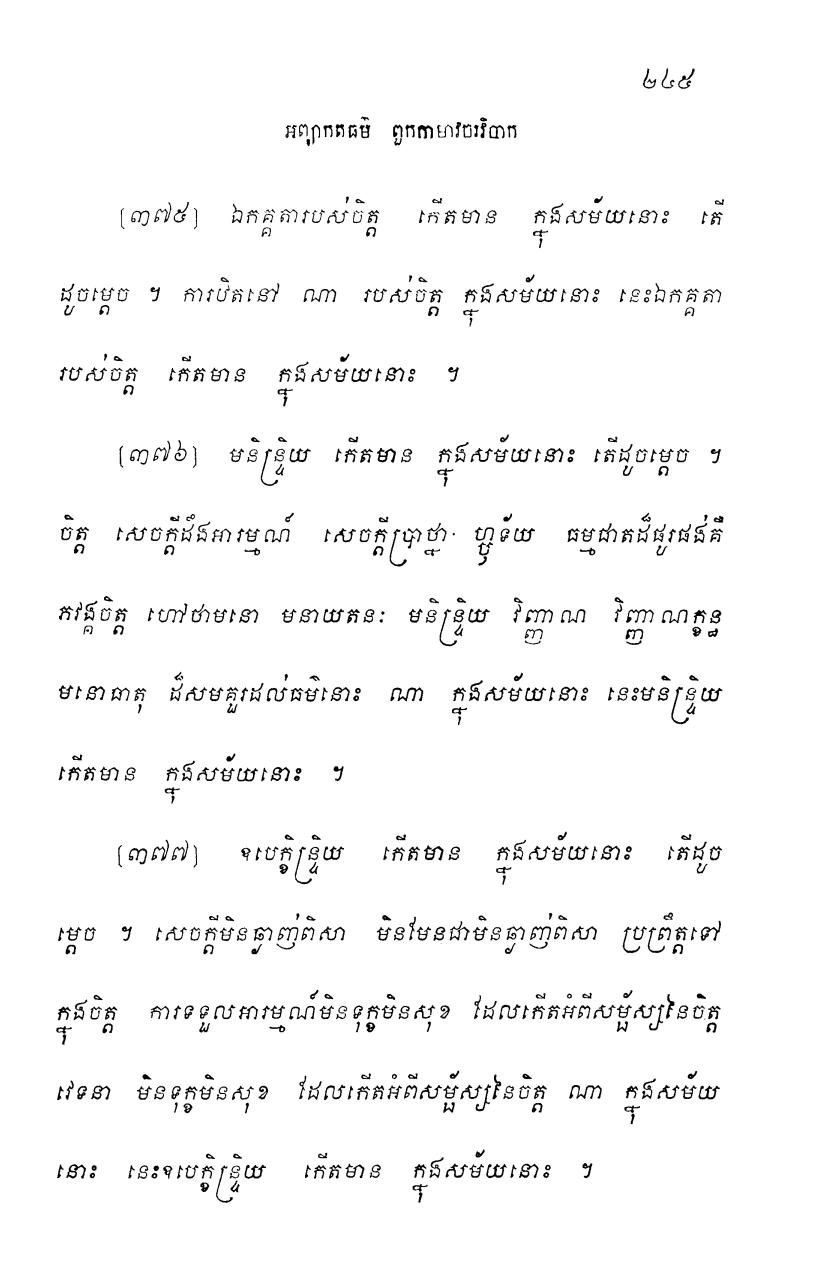 ២៤៥
អព្យាកតធម៌ ពួកកាមាវចរវិបាក
(៣៧៥) ឯកគ្គតារបស់ចិត្ត កើតមាន ក្នុងសម័យនោះ តើ
ដូចម្តេច ។ ការឋិតនៅ ណា របស់ចិត្ត ក្នុងសម័យនោះ នេះឯកគ្គតា
របស់ចិត្ត កើតមាន ក្នុងសម័យនោះ ។
(៣៧៦) មនិន្ទ្រិយ កើតមាន ក្នុងសម័យនោះ តើដូចម្តេច ។
ចិត្ត សេចក្តីដឹងអារម្មណ៍ សេចក្តីប្រាថ្នា ហ្ឫទ័យ ធម្មជាតដ៏ផូរផង់គឺ
ភវង្គចិត្ត ហៅថាមនោ មនាយតនៈ មនិន្ទ្រិយ វិញ្ញាណ វិញ្ញាណក្ខន្ធ
មនោធាតុ ដ៏សមគួរដល់ធម៌នោះ ណា ក្នុងសម័យនោះ នេះមនិន្ទ្រិយ
កើតមាន ក្នុងសម័យនោះ ។
(៣៧៧) ឧបេក្ខិន្ទ្រិយ កើតមាន ក្នុងសម័យនោះ តើដូច
ម្តេច ។ សេចក្តីមិនឆ្ងាញ់ពិសា មិនមែនជាមិនឆ្ងាញ់ពិសា ប្រព្រឹត្តទៅ
ក្នុងចិត្ត ការទទួលអារម្មណ៍មិនទុក្ខមិនសុខ ដែលកើតអំពីសម្ផ័ស្សនៃចិត្ត
វេទនា មិនទុក្ខមិនសុខ ដែលកើតអំពីសម្ផ័ស្សនៃចិត្ត ណា ក្នុងសម័យ
នោះ នេះឧបេក្ខិន្ទ្រិយ កើតមាន ក្នុងសម័យនោះ ។